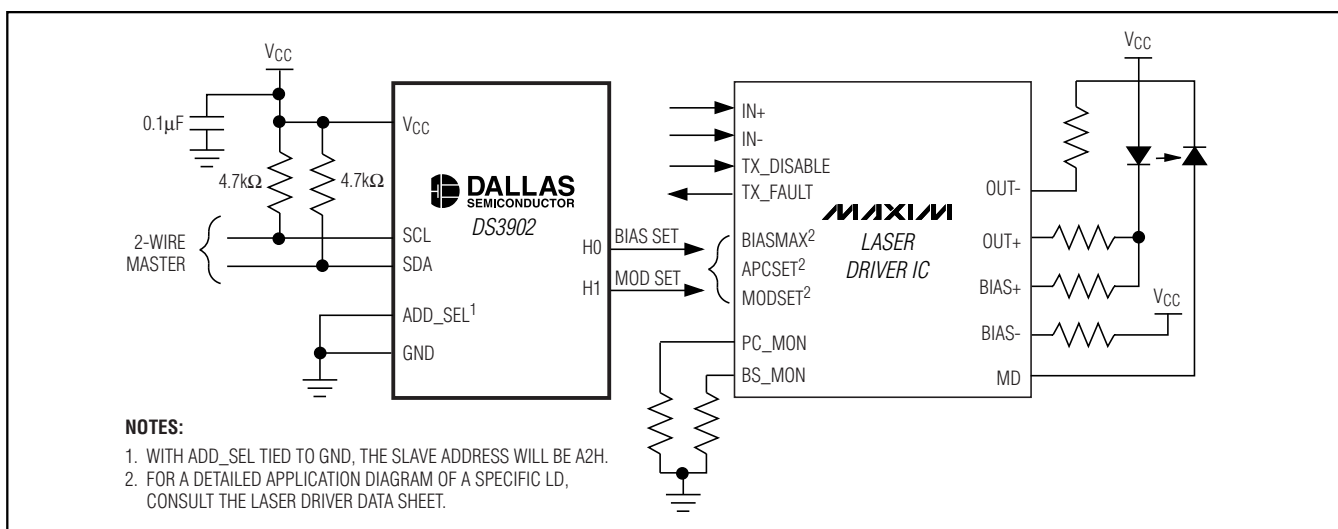 VCC
0.1µF
4.7kΩ
4.7kΩ
2-WIRE
MASTER
VCC
SCL
SDA
ADD_SEL1
GND
DALLAS
SEMICONDUCTOR
DS3902
H0
H1
BIAS SET
MOD SET
IN+
IN-
TX_DISABLE
TX_FAULT
BIASMAX2
APCSET2
MODSET2
PC_MON
BS_MON
MAXIM
LASER
DRIVER IC
OUT-
OUT+
BIAS+
BIAS-
MD
VCC
VCC
NOTES:
1. WITH ADD_SEL TIED TO GND, THE SLAVE ADDRESS WILL BE A2H.
2. FOR A DETAILED APPLICATION DIAGRAM OF A SPECIFIC LD,
CONSULT THE LASER DRIVER DATA SHEET.